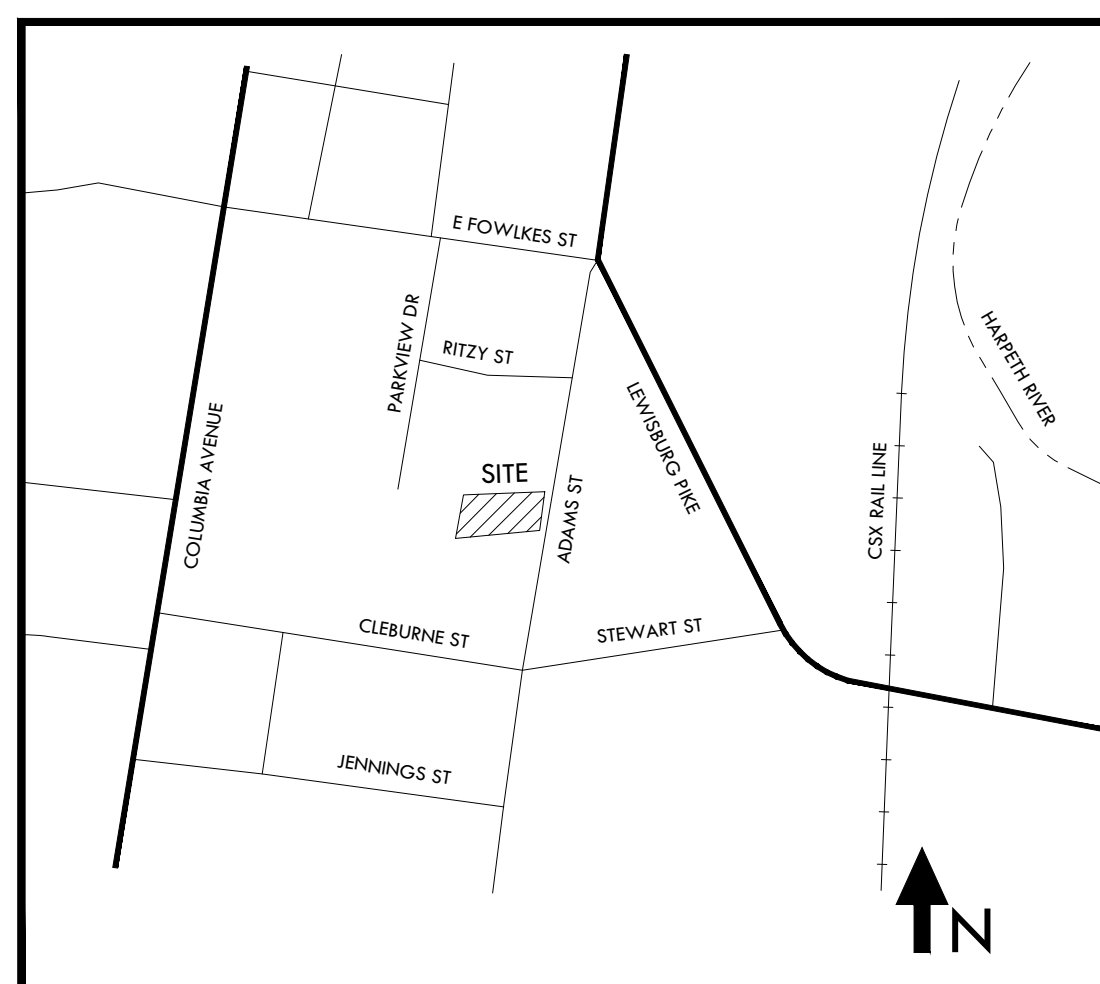 E FOWLKES ST
PARKVIEW DR
RITZY ST
HARPETH RIVER
LEWISBURG PIKE
COLUMBIA AVENUE
SITE
ADAMS ST
CSX RAIL LINE
CLEBURNE ST
STEWART ST
JENNINGS ST
N